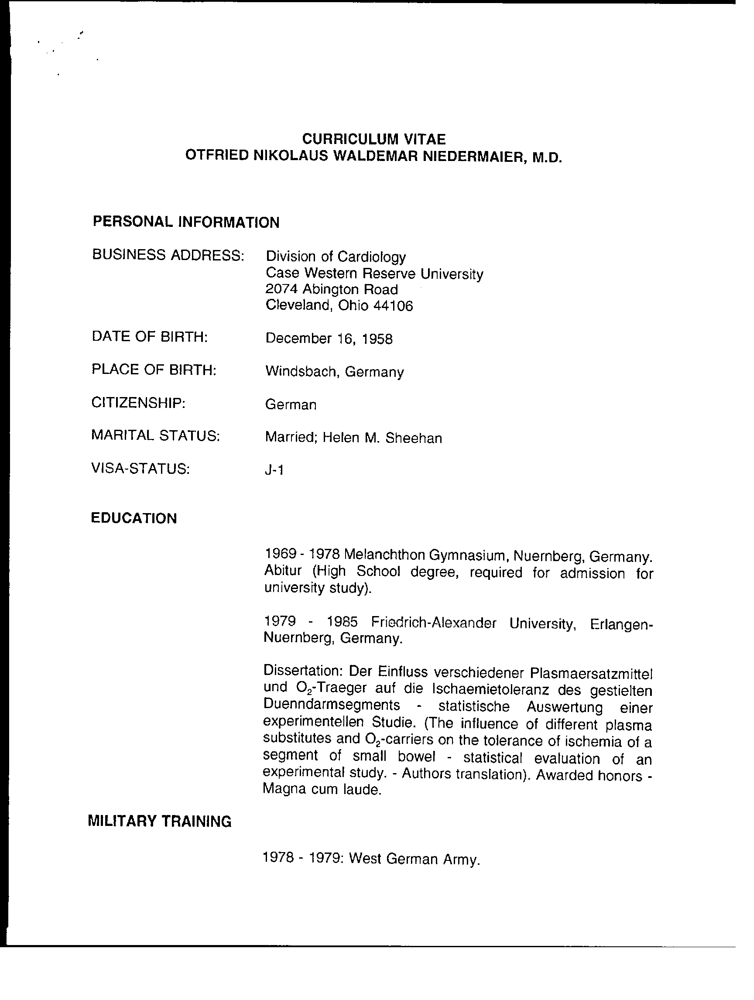 CURRICULUM VITAE
OTFRIED NIKOLAUS WALDEMAR NIEDERMAIER, M.D.
PERSONAL INFORMATION
BUSINESS ADDRESS: Division of Cardiology
Case Western Reserve University
2074 Abington Road
Cleveland, Ohio 44106
DATE OF BIRTH: December 16, 1958
PLACE OF BIRTH: Windsbach, Germany
CITIZENSHIP: German
MARITAL STATUS: Married; Helen M. Sheehan
VISA-STATUS: J-1
EDUCATION
1969 - 1978 Melanchthon Gymnasium, Nuernberg, Germany.
Abitur (High School degree, required for admission for
university study).
1979 - 1985 Friedrich-Alexander University, Erlangen-
Nuernberg, Germany.
Dissertation: Der Einfluss verschiedener Plasmaersatzmittel
und O₂-Traeger auf die Ischaemietoleranz des gestielten
Duenndarmsegments - statistische Auswertung einer
experimentellen Studie. (The influence of different plasma
substitutes and O₂-carriers on the tolerance of ischemia of a
segment of small bowel - statistical evaluation of an
experimental study. - Authors translation). Awarded honors -
Magna cum laude.
MILITARY TRAINING
1978 - 1979: West German Army.